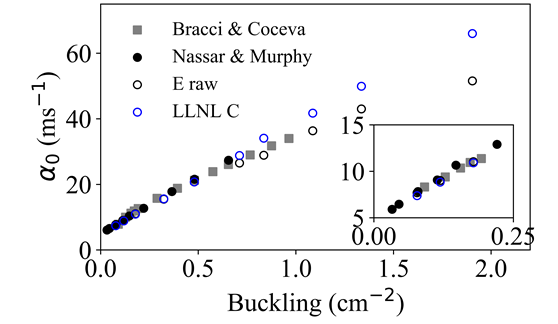 Bracci & Coceva
Nassar & Murphy
E raw
LLNL C
α₀ (ms⁻¹)
60
40
20
0
0.0
0.5
1.0
1.5
2.0
Buckling (cm⁻²)
15
10
5
0.00
0.25